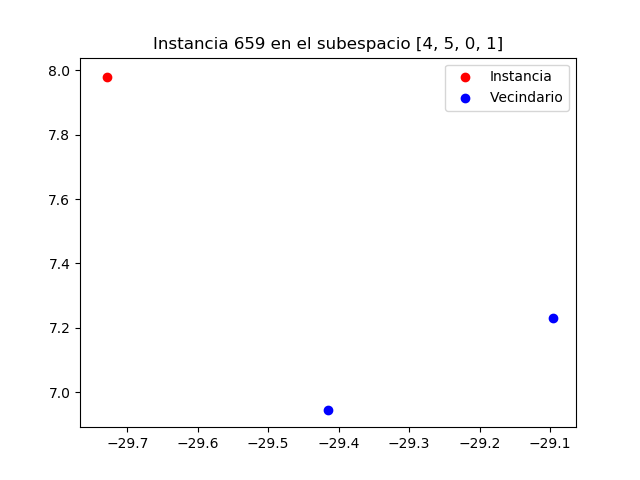 Instancia 659 en el subespacio [4, 5, 0, 1]
Instancia
Vecindario
8.0
7.8
7.6
7.4
7.2
7.0
−29.7 −29.6 −29.5 −29.4 −29.3 −29.2 −29.1